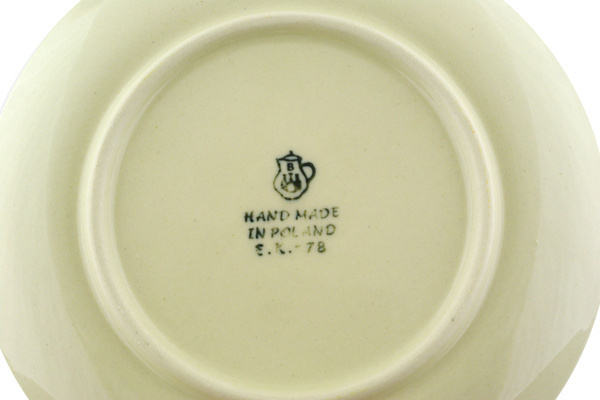 B
HAND MADE
IN POLAND
E.K.-78